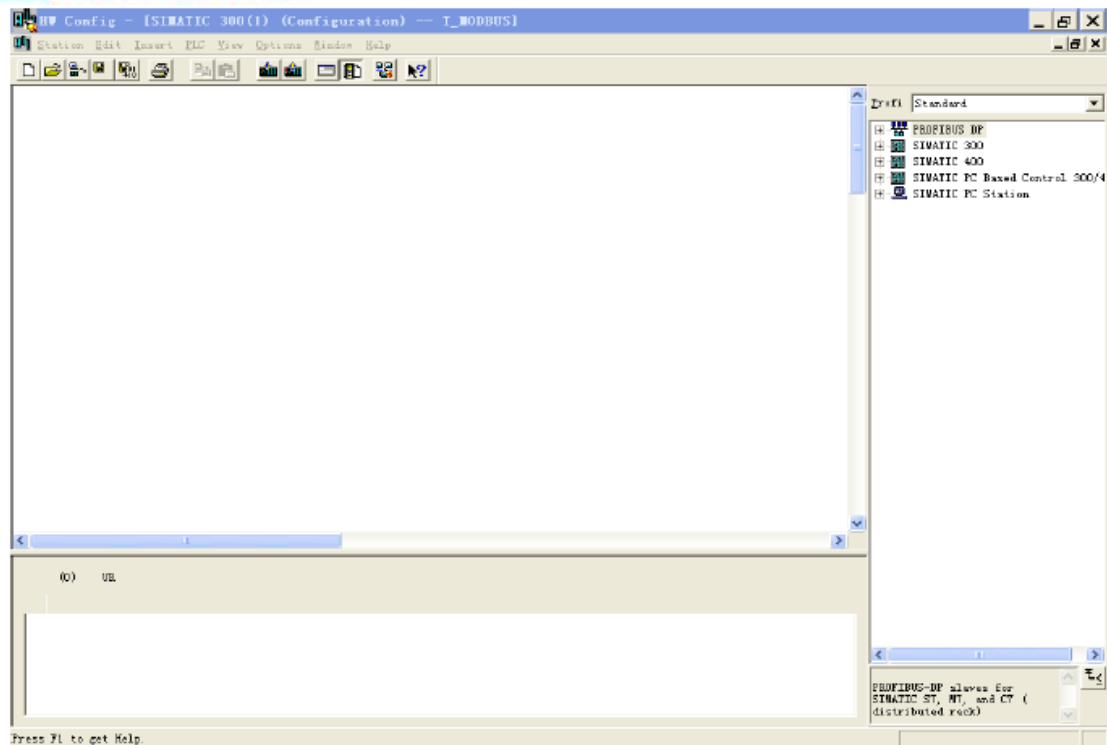 HW Config - [SIMATIC 300(1) (Configuration) -- T_MODBUS]
Station Edit Insert PLC View Options Window Help
Profi Standard
PROFIBUS DP
SIMATIC 300
SIMATIC 400
SIMATIC PC Based Control 300/4
SIMATIC PC Station
(0) UR
PROFIBUS-DP slaves for
SIMATIC S7, M7, and C7 (
distributed rack)
Press F1 to get Help.